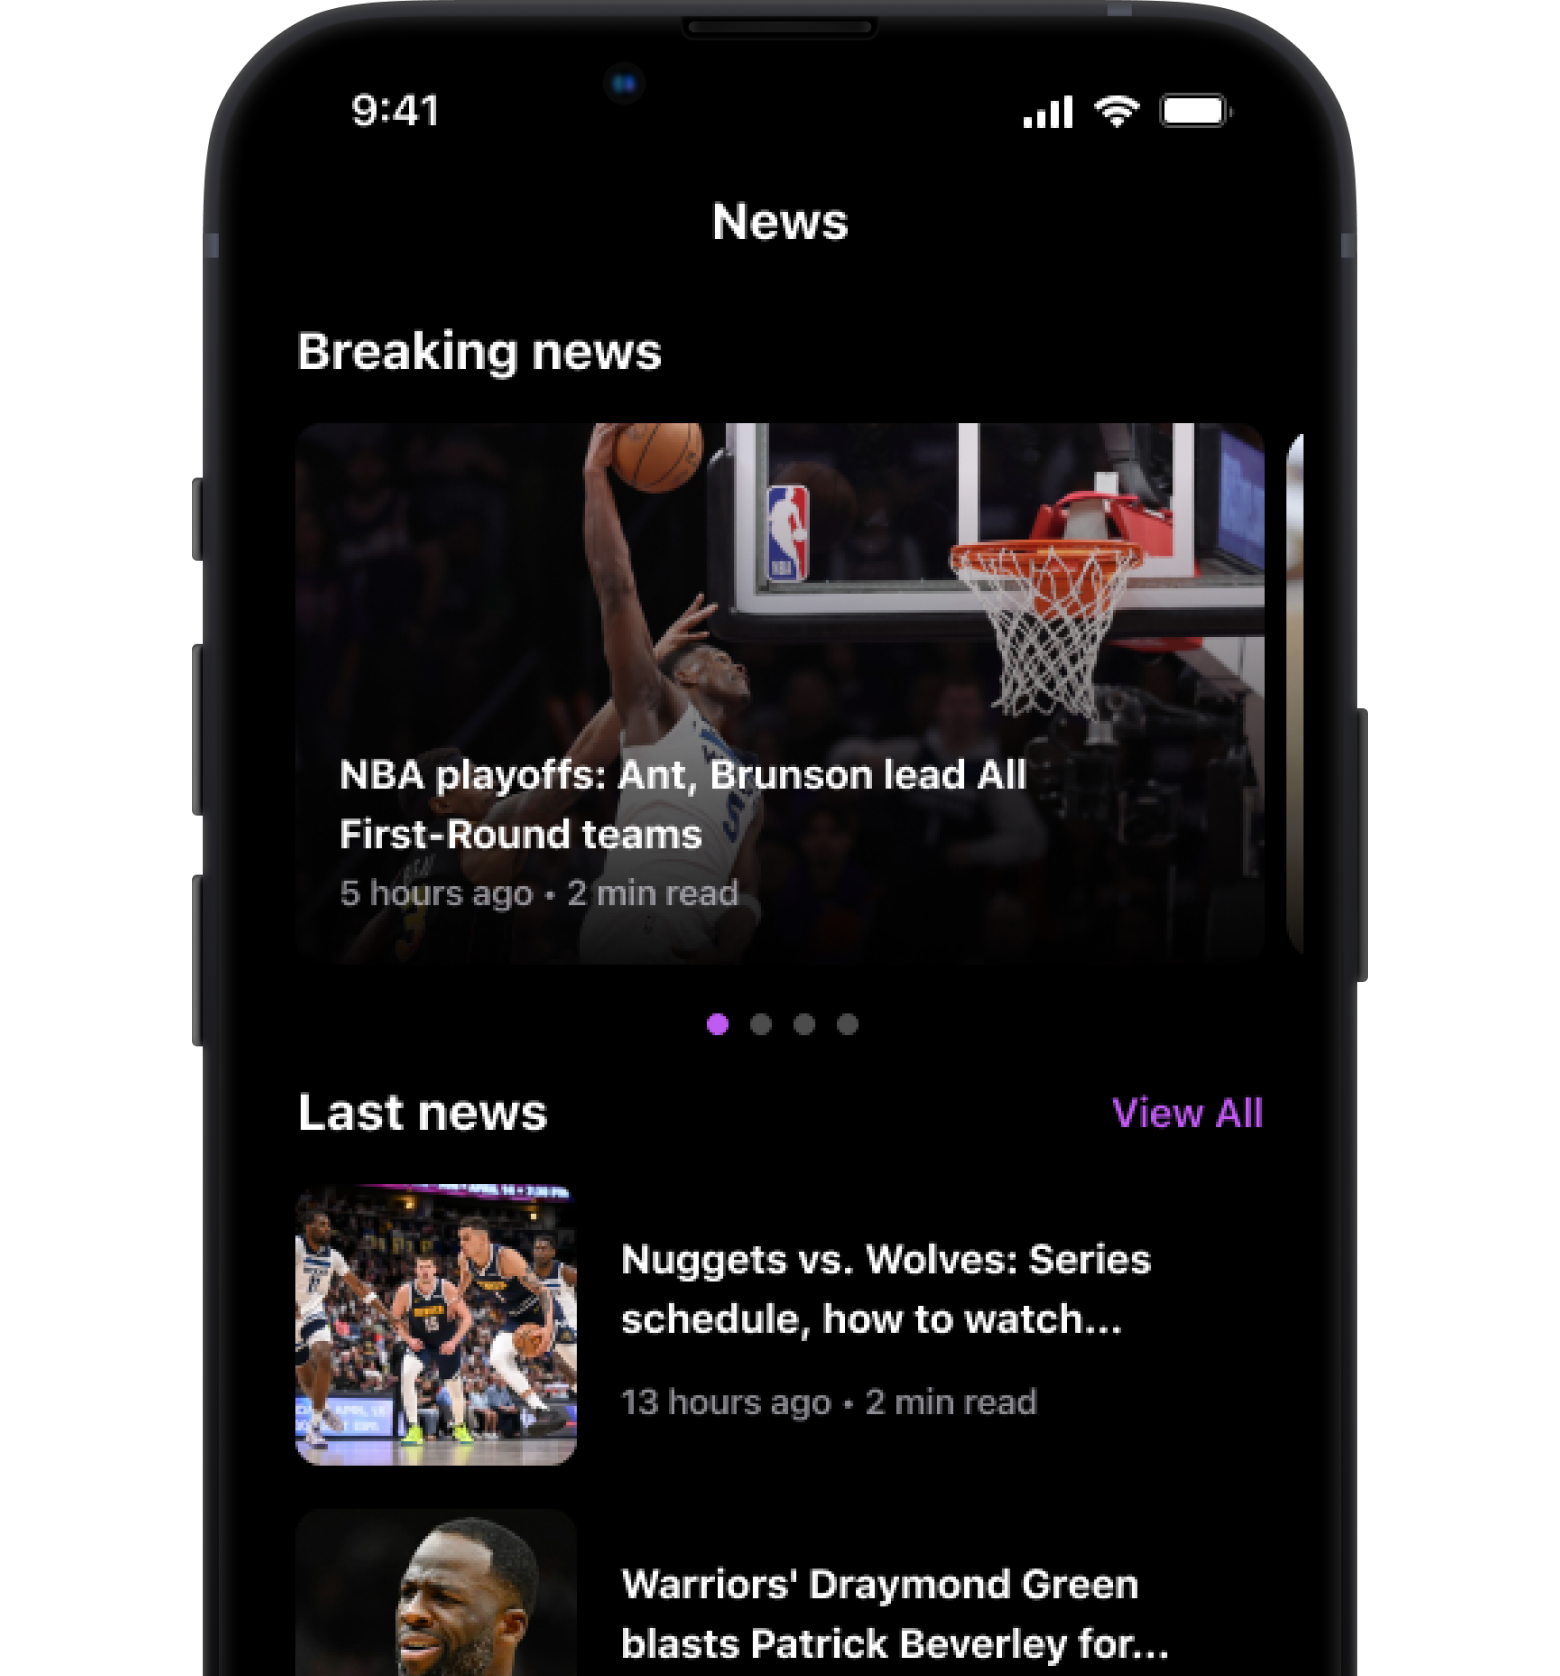 9:41
News
Breaking news
NBA
NBA playoffs: Ant, Brunson lead All
First-Round teams
5 hours ago • 2 min read
Last news
View All
Nuggets vs. Wolves: Series
schedule, how to watch...
13 hours ago • 2 min read
Warriors' Draymond Green
blasts Patrick Beverley for...